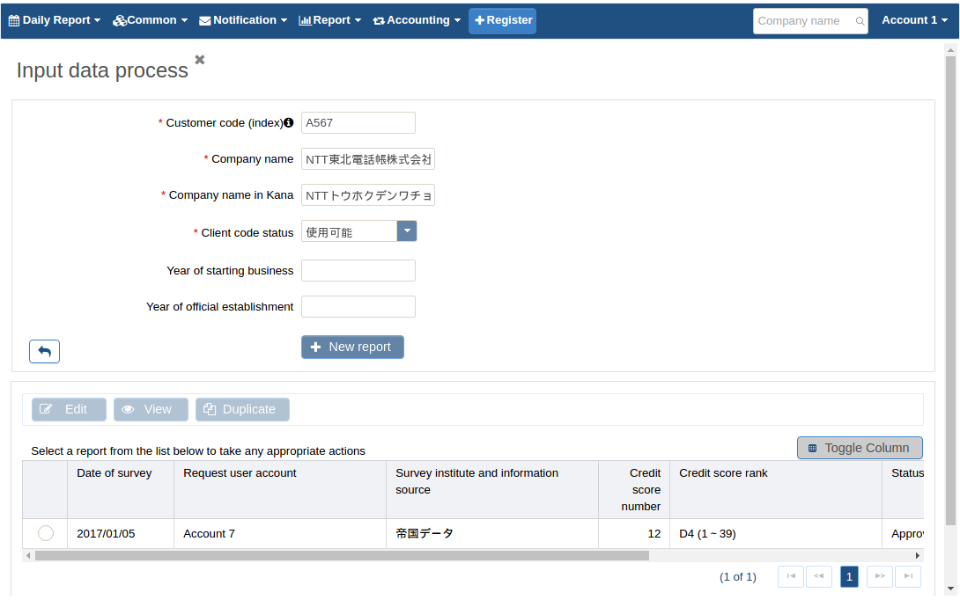 Daily Report Common Notification Report Accounting Register Company name Account 1
Input data process
* Customer code (index) A567
* Company name NTT東北電話帳株式会社
* Company name in Kana NTTトウホクデンワチョ
* Client code status 使用可能
Year of starting business
Year of official establishment
New report
Edit View Duplicate
Select a report from the list below to take any appropriate actions
Toggle Column
Date of survey Request user account Survey institute and information source Credit score number Credit score rank Status
2017/01/05 Account 7 帝国データ 12 D4 (1 ~ 39) Approv
(1 of 1) 1